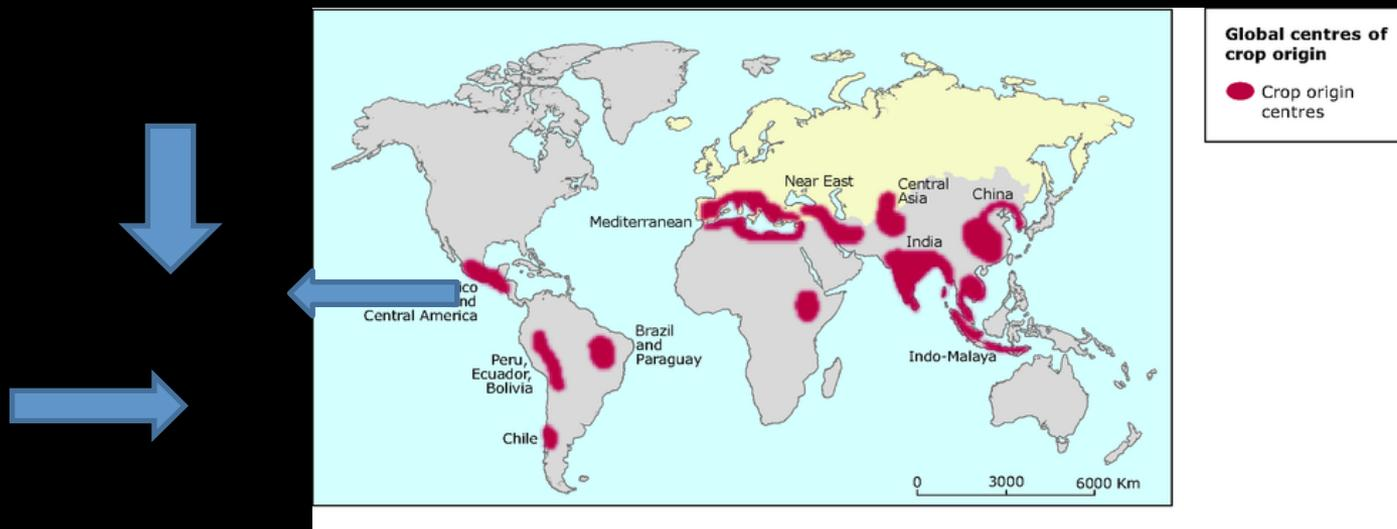 Global centres of
crop origin
Crop origin
centres
Near East
Central
Asia
China
Mediterranean
India
Central America
Brazil
and
Paraguay
Peru,
Ecuador,
Bolivia
Indo-Malaya
Chile
0 3000 6000 Km